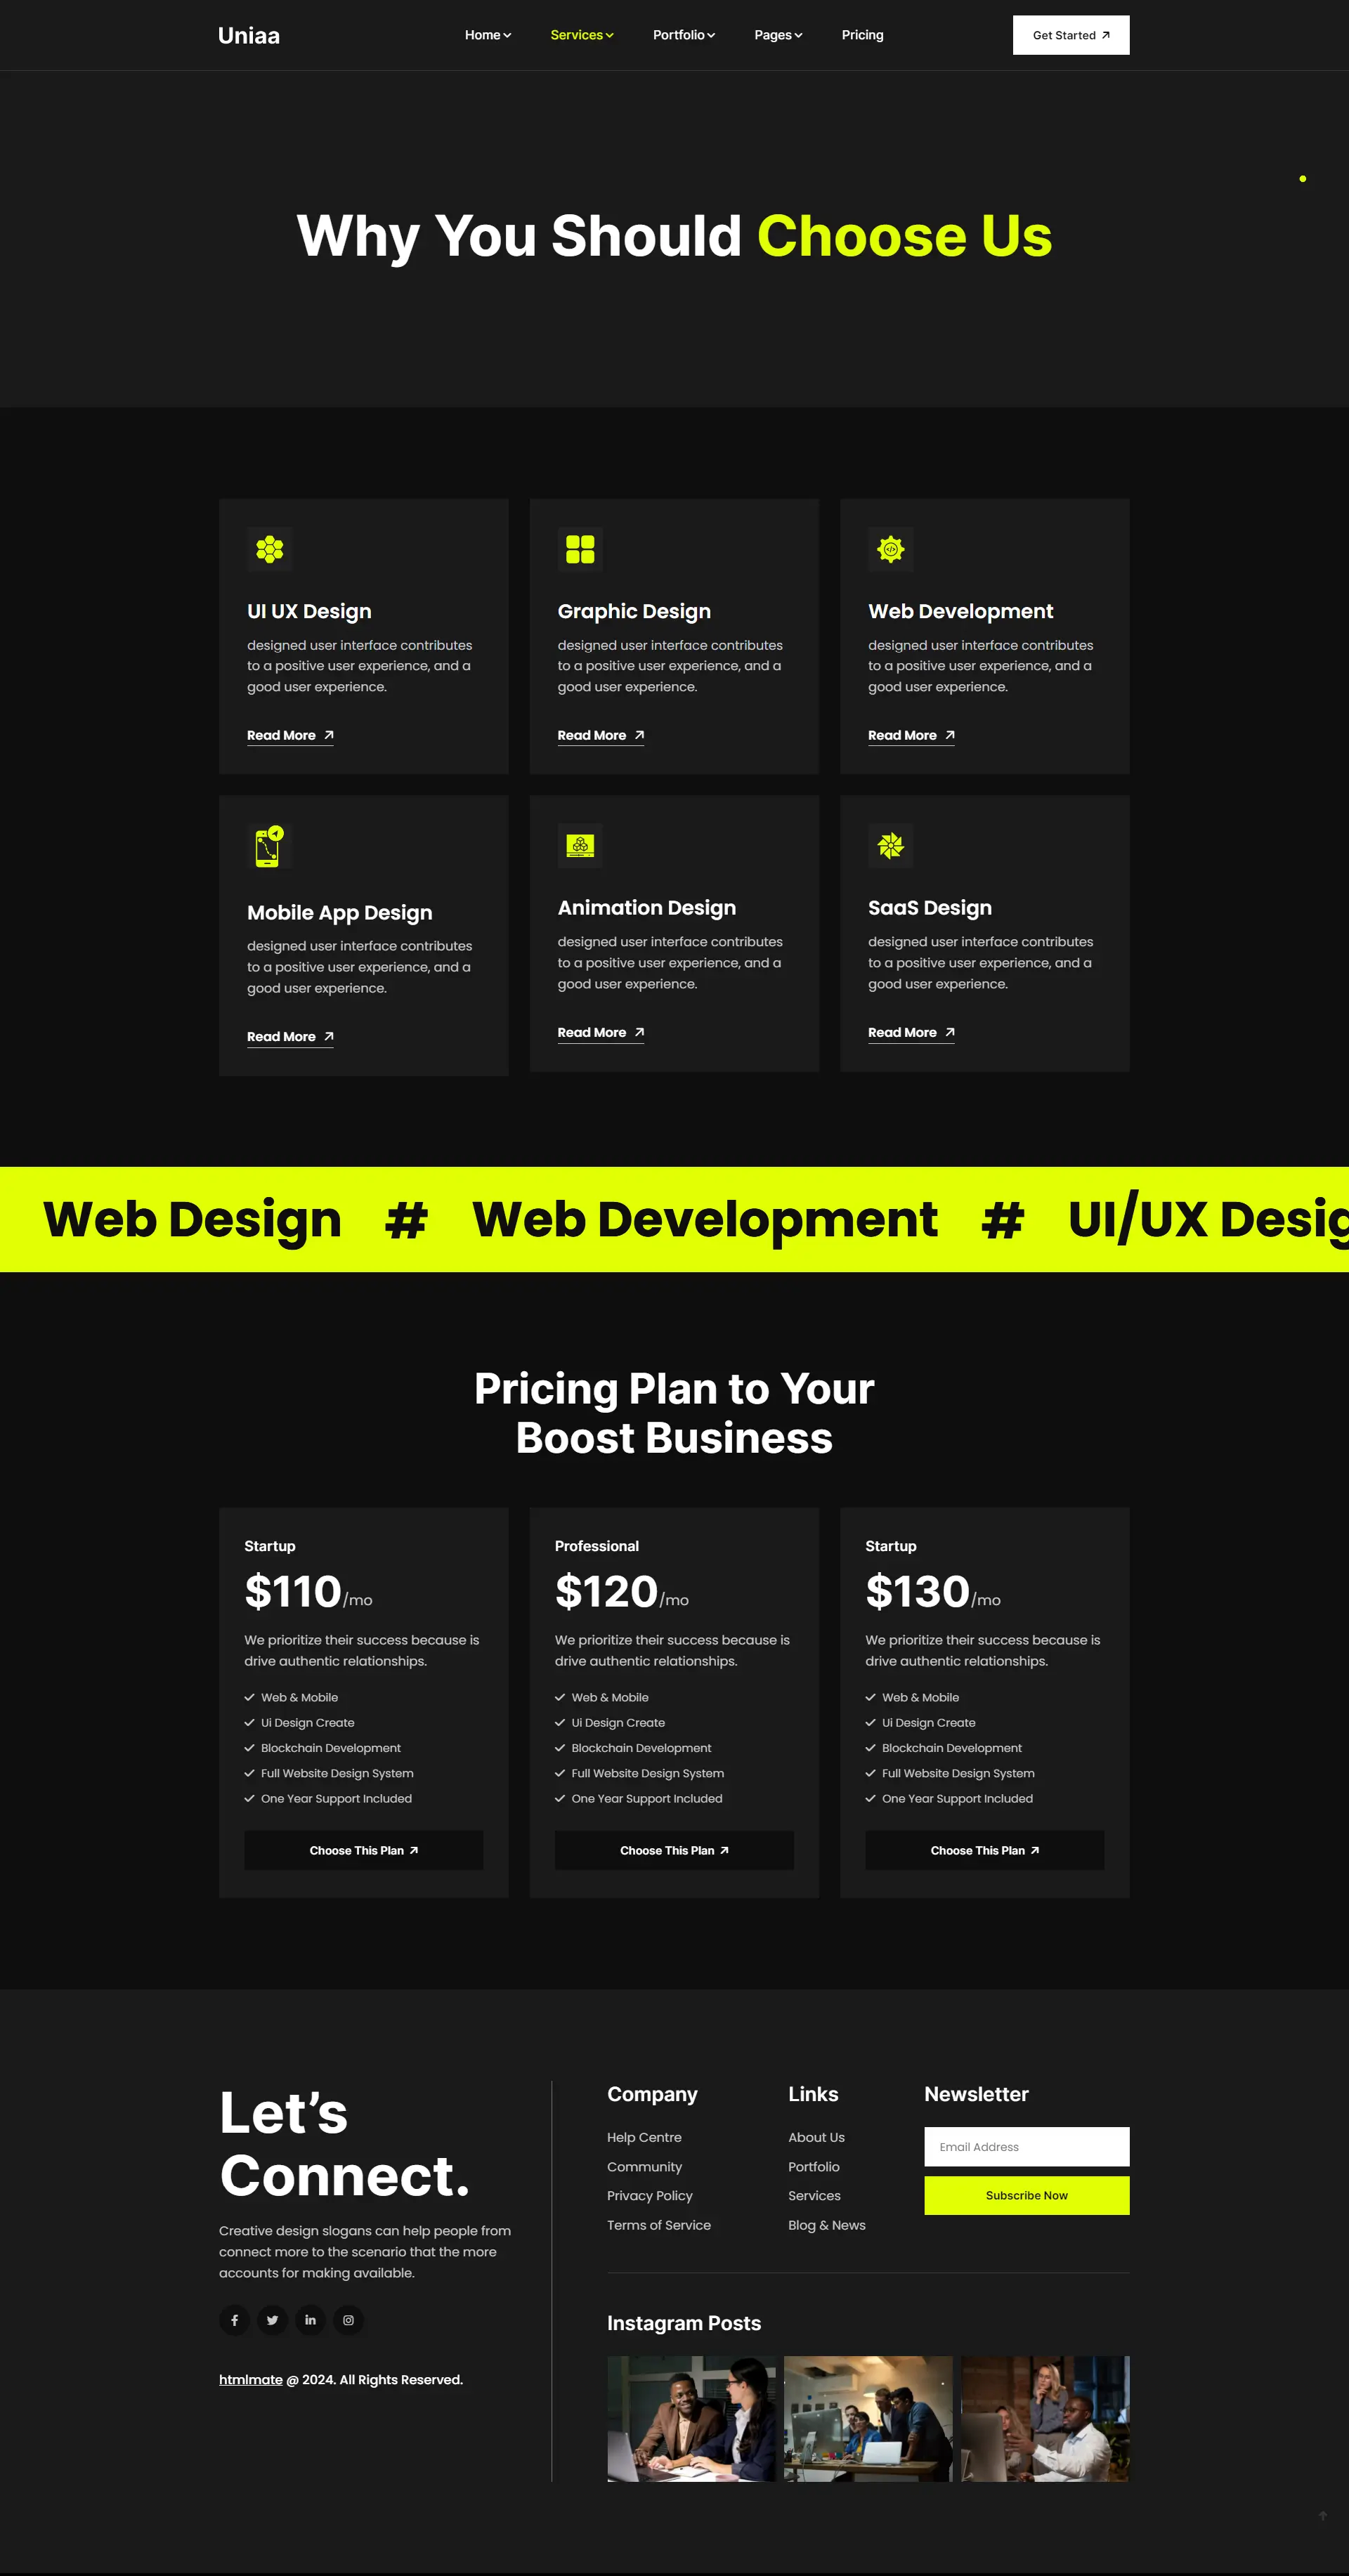 Uniaa
Home
Services
Portfolio
Pages
Pricing
Get Started
Why You Should Choose Us
UI UX Design
designed user interface contributes
to a positive user experience, and a
good user experience.
Read More
Graphic Design
designed user interface contributes
to a positive user experience, and a
good user experience.
Read More
Web Development
designed user interface contributes
to a positive user experience, and a
good user experience.
Read More
Mobile App Design
designed user interface contributes
to a positive user experience, and a
good user experience.
Read More
Animation Design
designed user interface contributes
to a positive user experience, and a
good user experience.
Read More
SaaS Design
designed user interface contributes
to a positive user experience, and a
good user experience.
Read More
Web Design # Web Development # UI/UX Desig
Pricing Plan to Your
Boost Business
Startup
$110/mo
We prioritize their success because is
drive authentic relationships.
Web & Mobile
Ui Design Create
Blockchain Development
Full Website Design System
One Year Support Included
Choose This Plan
Professional
$120/mo
We prioritize their success because is
drive authentic relationships.
Web & Mobile
Ui Design Create
Blockchain Development
Full Website Design System
One Year Support Included
Choose This Plan
Startup
$130/mo
We prioritize their success because is
drive authentic relationships.
Web & Mobile
Ui Design Create
Blockchain Development
Full Website Design System
One Year Support Included
Choose This Plan
Let’s
Connect.
Creative design slogans can help people from
connect more to the scenario that the more
accounts for making available.
htmlmate @ 2024. All Rights Reserved.
Company
Help Centre
Community
Privacy Policy
Terms of Service
Links
About Us
Portfolio
Services
Blog & News
Newsletter
Email Address
Subscribe Now
Instagram Posts